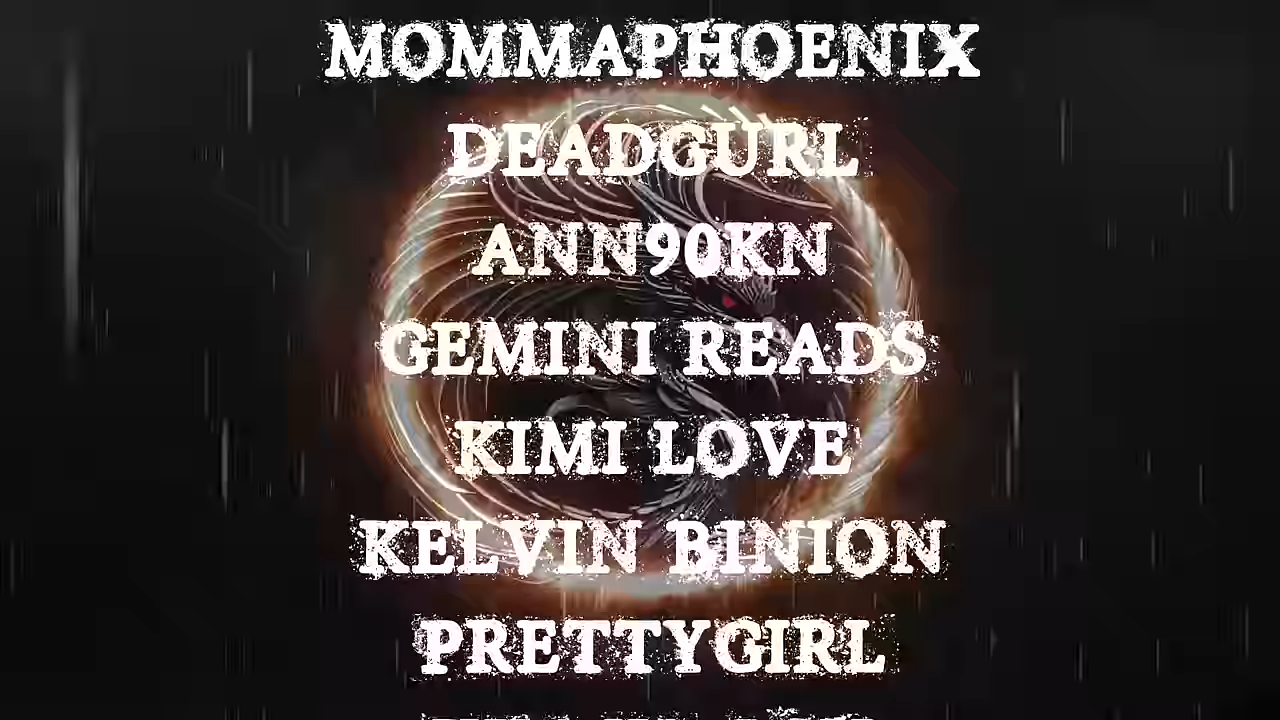 MOMMAPHOENIX
DEADGURL
ANN90KN
GEMINI READS
KIMI LOVE
KELVIN BINION
PRETTYGIRL